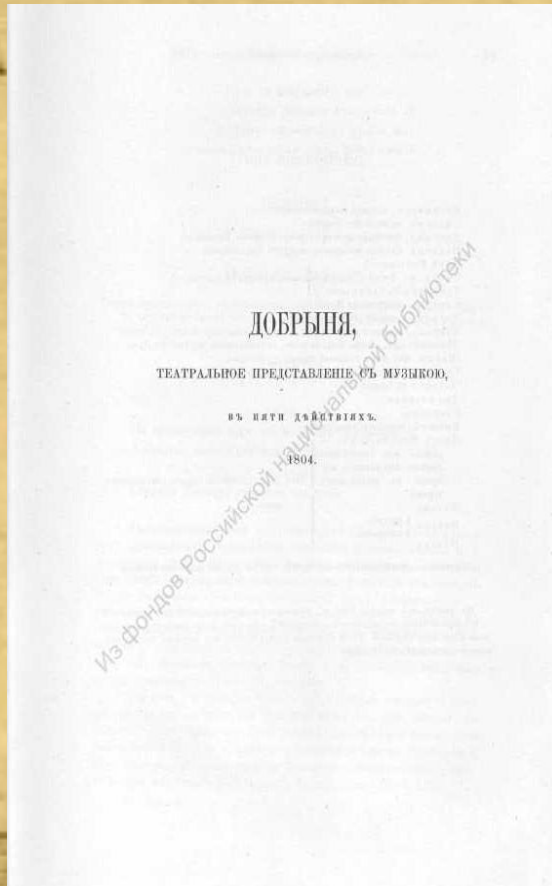 ДОБРЫНЯ,
ТЕАТРАЛЬНОЕ ПРЕДСТАВЛЕНІЕ СЪ МУЗЫКОЮ,
ВЪ ПЯТИ ДѢЙСТВІЯХЪ.
1804.
Из фондов Российской национальной библиотеки